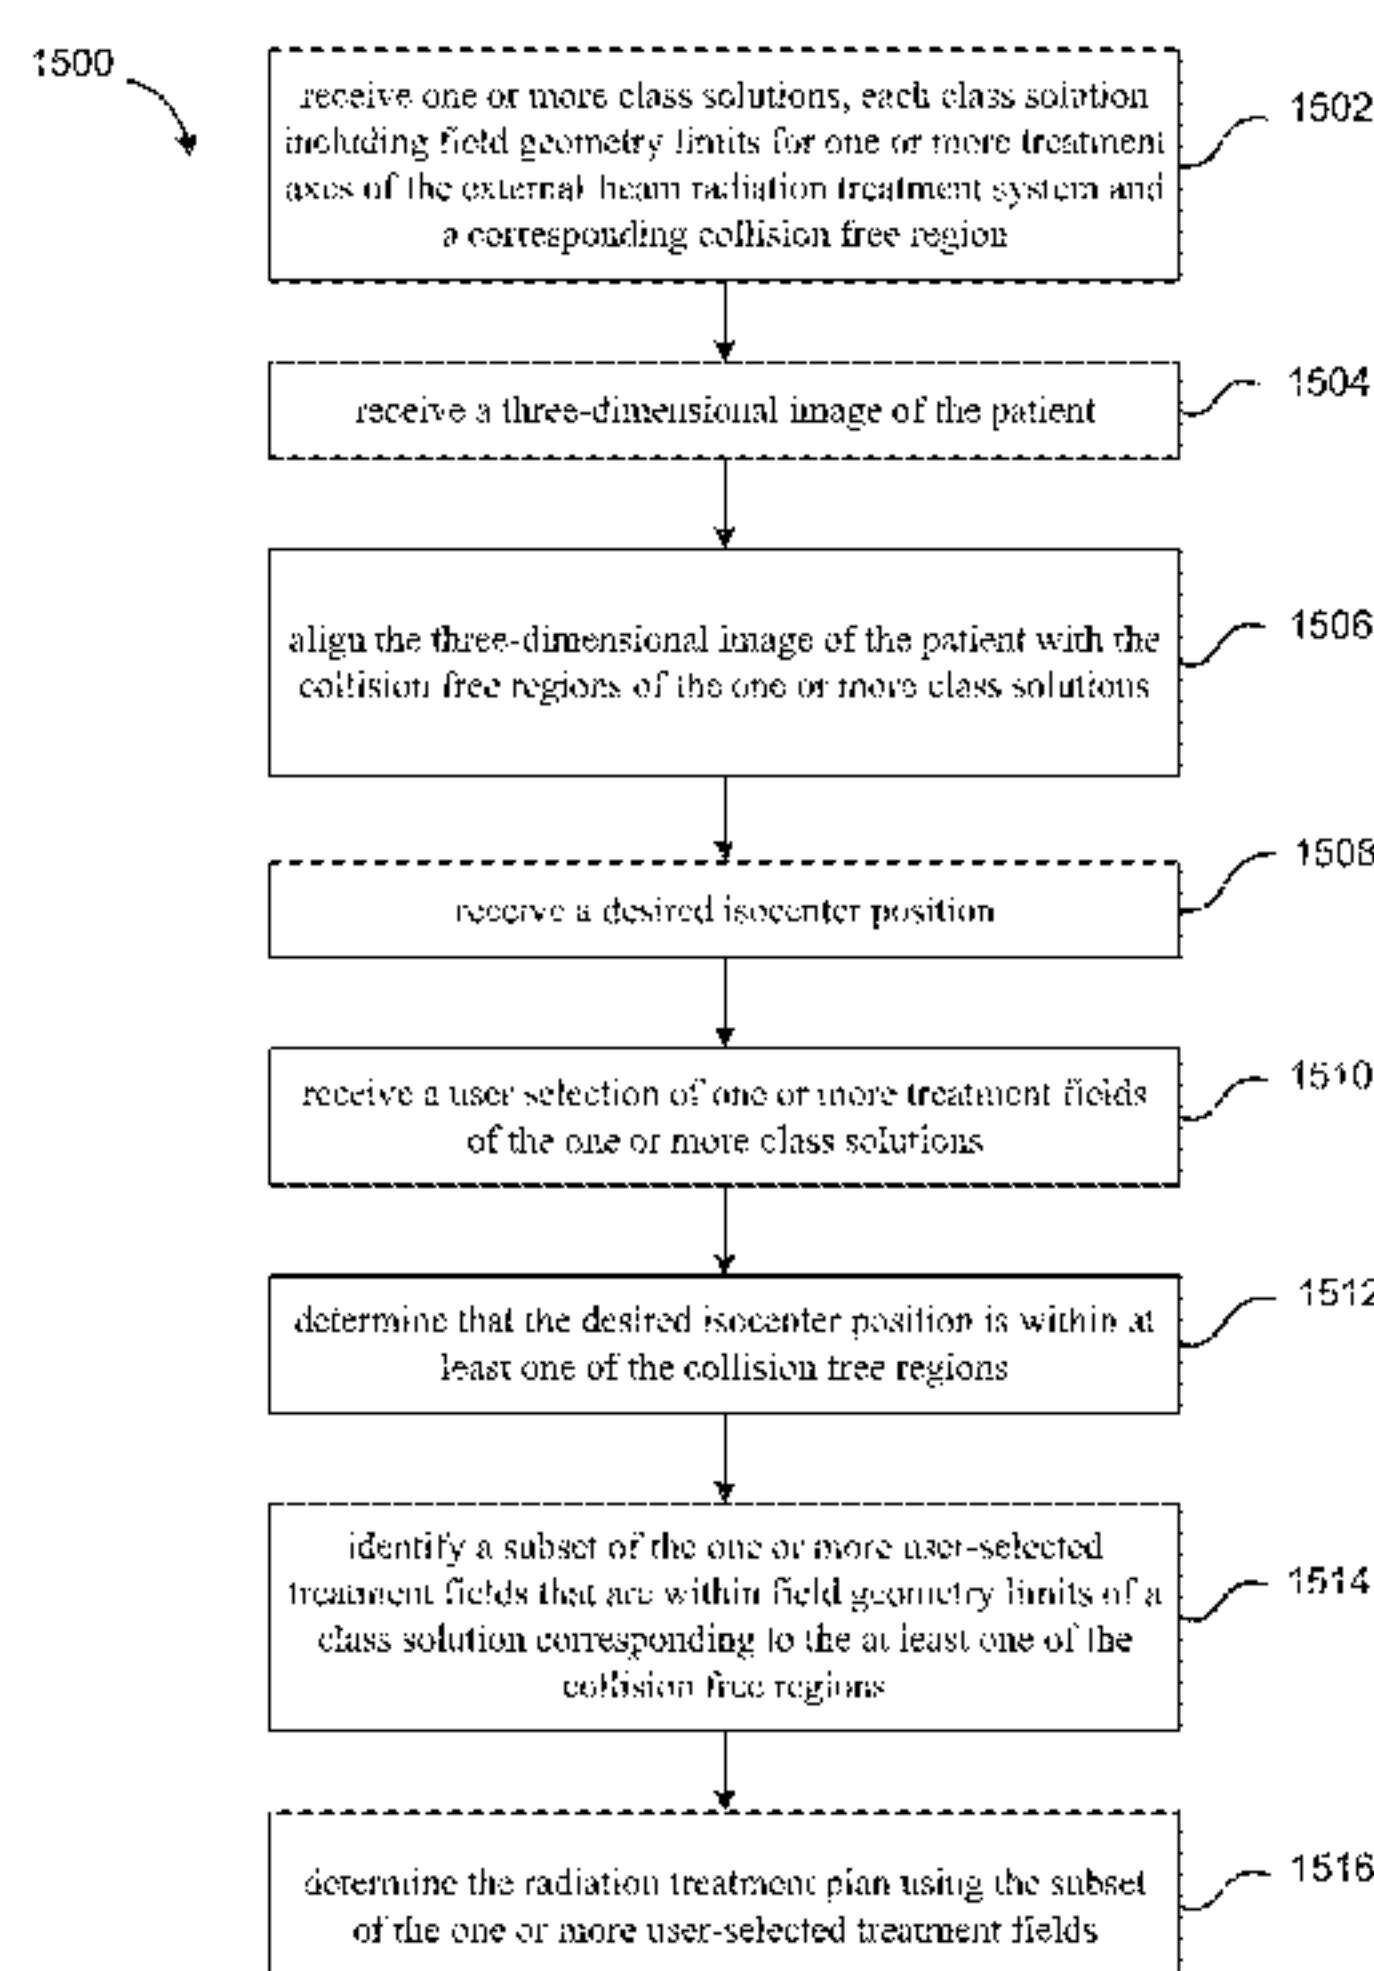 1500
receive one or more class solutions, each class solution
including field geometry limits for one or more treatment
axes of the external beam radiation treatment system and
a corresponding collision free region
1502
receive a three-dimensional image of the patient
1504
align the three-dimensional image of the patient with the
collision free regions of the one or more class solutions
1506
receive a desired isocenter position
1508
receive a user selection of one or more treatment fields
of the one or more class solutions
1510
determine that the desired isocenter position is within at
least one of the collision free regions
1512
identify a subset of the one or more user-selected
treatment fields that are within field geometry limits of a
class solution corresponding to the at least one of the
collision free regions
1514
determine the radiation treatment plan using the subset
of the one or more user-selected treatment fields
1516